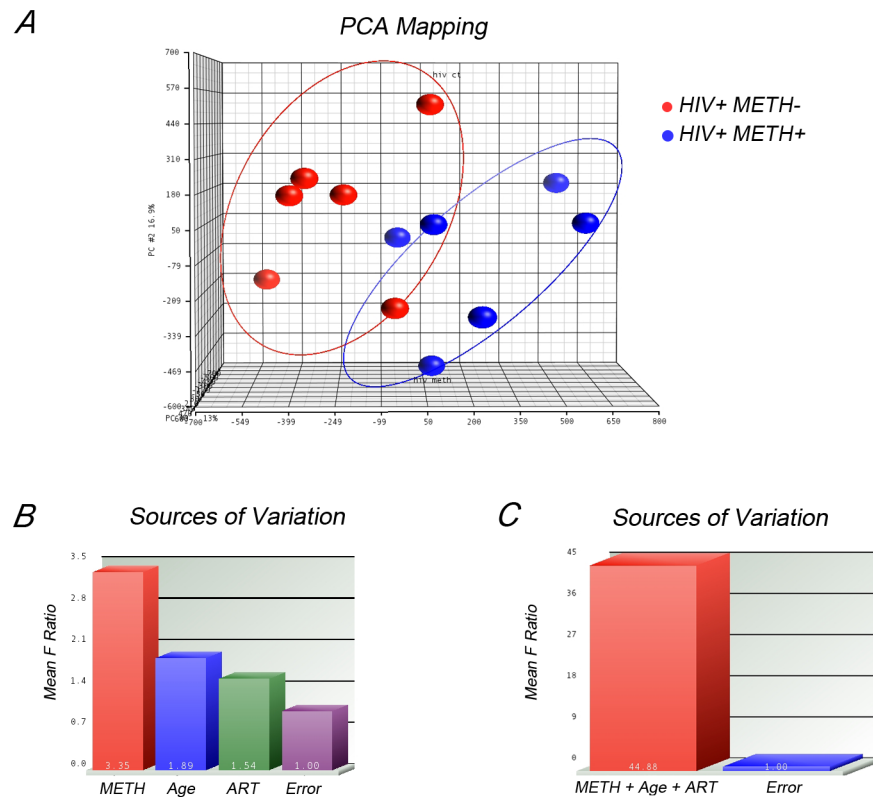 A
PCA Mapping
hiv ct
HIV+ METH-
HIV+ METH+
700
570
440
310
180
50
-79
-209
-339
-469
-600
PC #2 16.9%
hiv meth
-700
-549
-399
-249
-99
50
200
350
500
650
800
13%
B
Sources of Variation
Mean F Ratio
3.5
2.8
2.1
1.4
0.7
0.0
3.35
1.89
1.54
1.00
METH
Age
ART
Error
C
Sources of Variation
Mean F Ratio
45
36
27
18
9
0
44.88
1.00
METH + Age + ART
Error